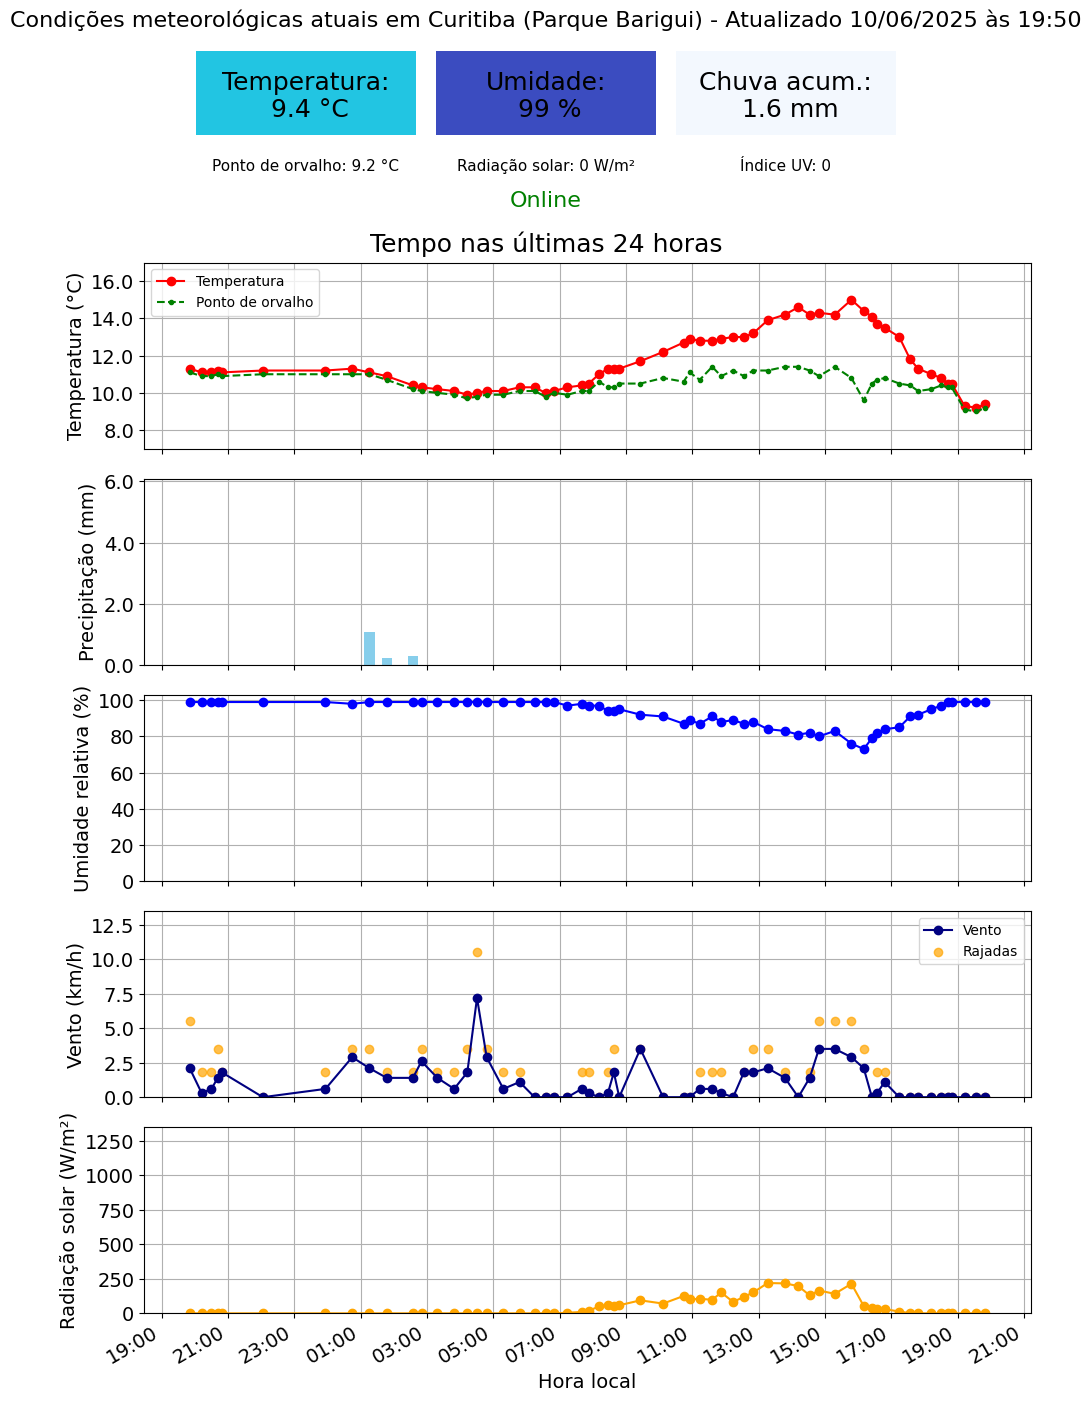 Condições meteorológicas atuais em Curitiba (Parque Barigui) - Atualizado 10/06/2025 às 19:50
Temperatura:
9.4 °C
Umidade:
99 %
Chuva acum.:
1.6 mm
Ponto de orvalho: 9.2 °C
Radiação solar: 0 W/m²
Índice UV: 0
Online
Tempo nas últimas 24 horas
Temperatura (°C)
16.0
14.0
12.0
10.0
8.0
Temperatura
Ponto de orvalho
Precipitação (mm)
6.0
4.0
2.0
0.0
Umidade relativa (%)
100
80
60
40
20
0
Vento (km/h)
12.5
10.0
7.5
5.0
2.5
0.0
Vento
Rajadas
Radiação solar (W/m²)
1250
1000
750
500
250
0
19:00
21:00
23:00
01:00
03:00
05:00
07:00
09:00
11:00
13:00
15:00
17:00
19:00
21:00
Hora local